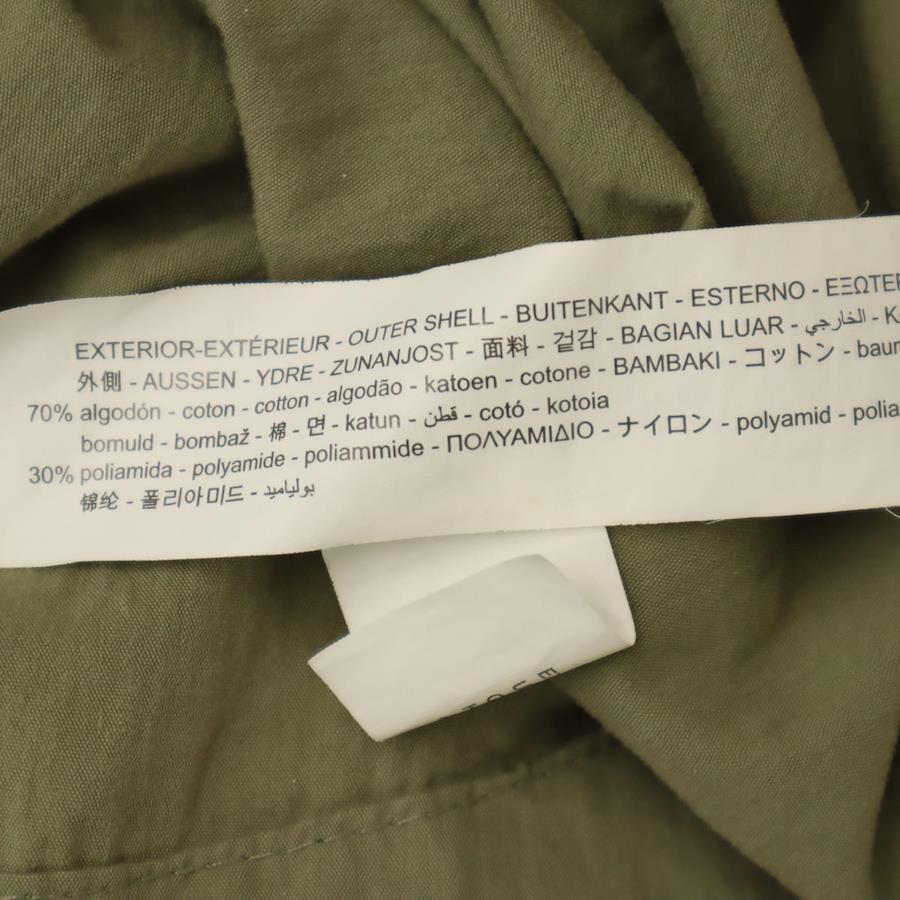 EXTERIOR-EXTÉRIEUR - OUTER SHELL - BUITENKANT - ESTERNO - ΕΞΩΤΕΡ
外側 - AUSSEN - YDRE - ZUNANJOST - 面料 - 겉감 - BAGIAN LUAR - الخارجي - K
70% algodón - coton - cotton - algodão - katoen - cotone - BAMBAKI - コットン - baum
bomuld - bombaž - 棉 - 면 - katun - قطن - cotó - kotoia
30% poliamida - polyamide - poliammide - ΠΟΛΥΑΜΙΔΙΟ - ナイロン - polyamid - polia
锦纶 - 폴리아미드 - بولياميد